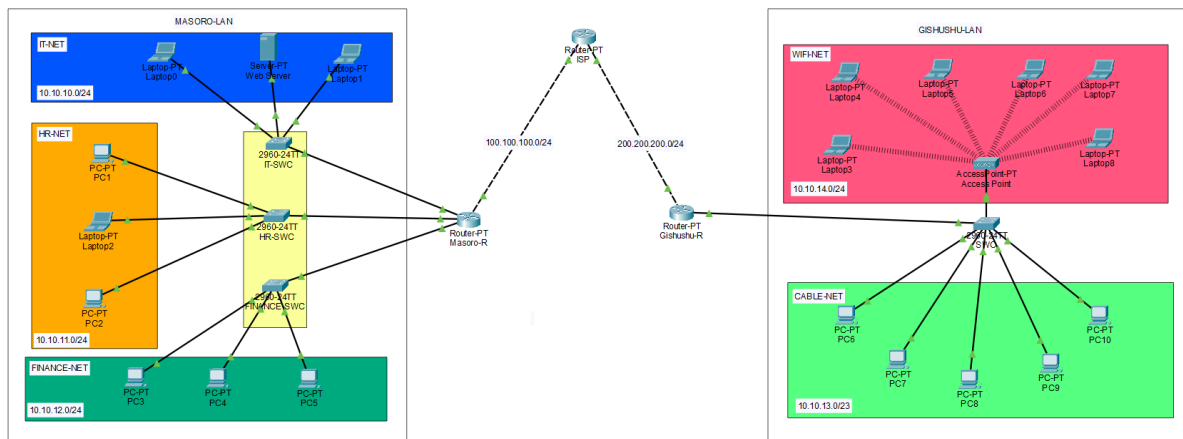 MASORO-LAN
IT-NET
Laptop-PT
Laptop0
Server-PT
Web Server
Laptop-PT
Laptop1
10.10.10.0/24
HR-NET
PC-PT
PC1
Laptop-PT
Laptop2
PC-PT
PC2
10.10.11.0/24
2960-24TT
IT-SWC
2960-24TT
HR-SWC
2960-24TT
FINANCE-SWC
FINANCE-NET
PC-PT
PC3
PC-PT
PC4
PC-PT
PC5
10.10.12.0/24
Router-PT
Masoro-R
100.100.100.0/24
Router-PT
ISP
200.200.200.0/24
Router-PT
Gishushu-R
GISHUSHU-LAN
WIFI-NET
Laptop-PT
Laptop4
Laptop-PT
Laptop5
Laptop-PT
Laptop6
Laptop-PT
Laptop7
Laptop-PT
Laptop3
Laptop-PT
Laptop8
AccessPoint-PT
Access Point
10.10.14.0/24
2960-24TT
SWC
CABLE-NET
PC-PT
PC6
PC-PT
PC7
PC-PT
PC8
PC-PT
PC9
PC-PT
PC10
10.10.13.0/23